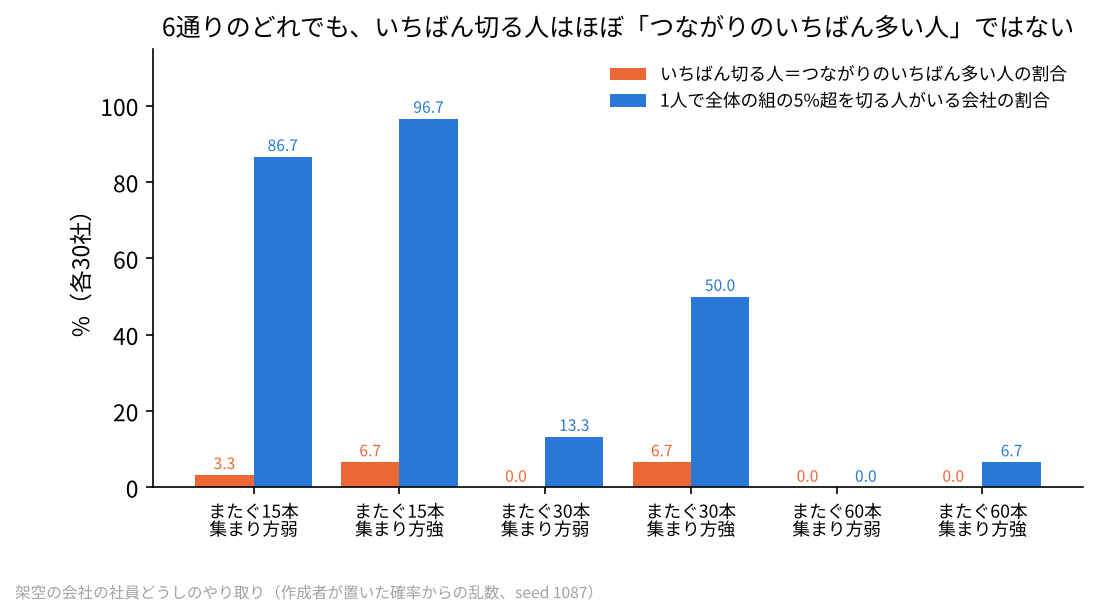 6通りのどれでも、いちばん切る人はほぼ「つながりのいちばん多い人」ではない
いちばん切る人＝つながりのいちばん多い人の割合
1人で全体の組の5%超を切る人がいる会社の割合
%（各30社）
100
80
60
40
20
0
3.3
86.7
6.7
96.7
0.0
13.3
6.7
50.0
0.0
0.0
0.0
6.7
またぐ15本
集まり方弱
またぐ15本
集まり方強
またぐ30本
集まり方弱
またぐ30本
集まり方強
またぐ60本
集まり方弱
またぐ60本
集まり方強
架空の会社の社員どうしのやり取り（作成者が置いた確率からの乱数、seed 1087）